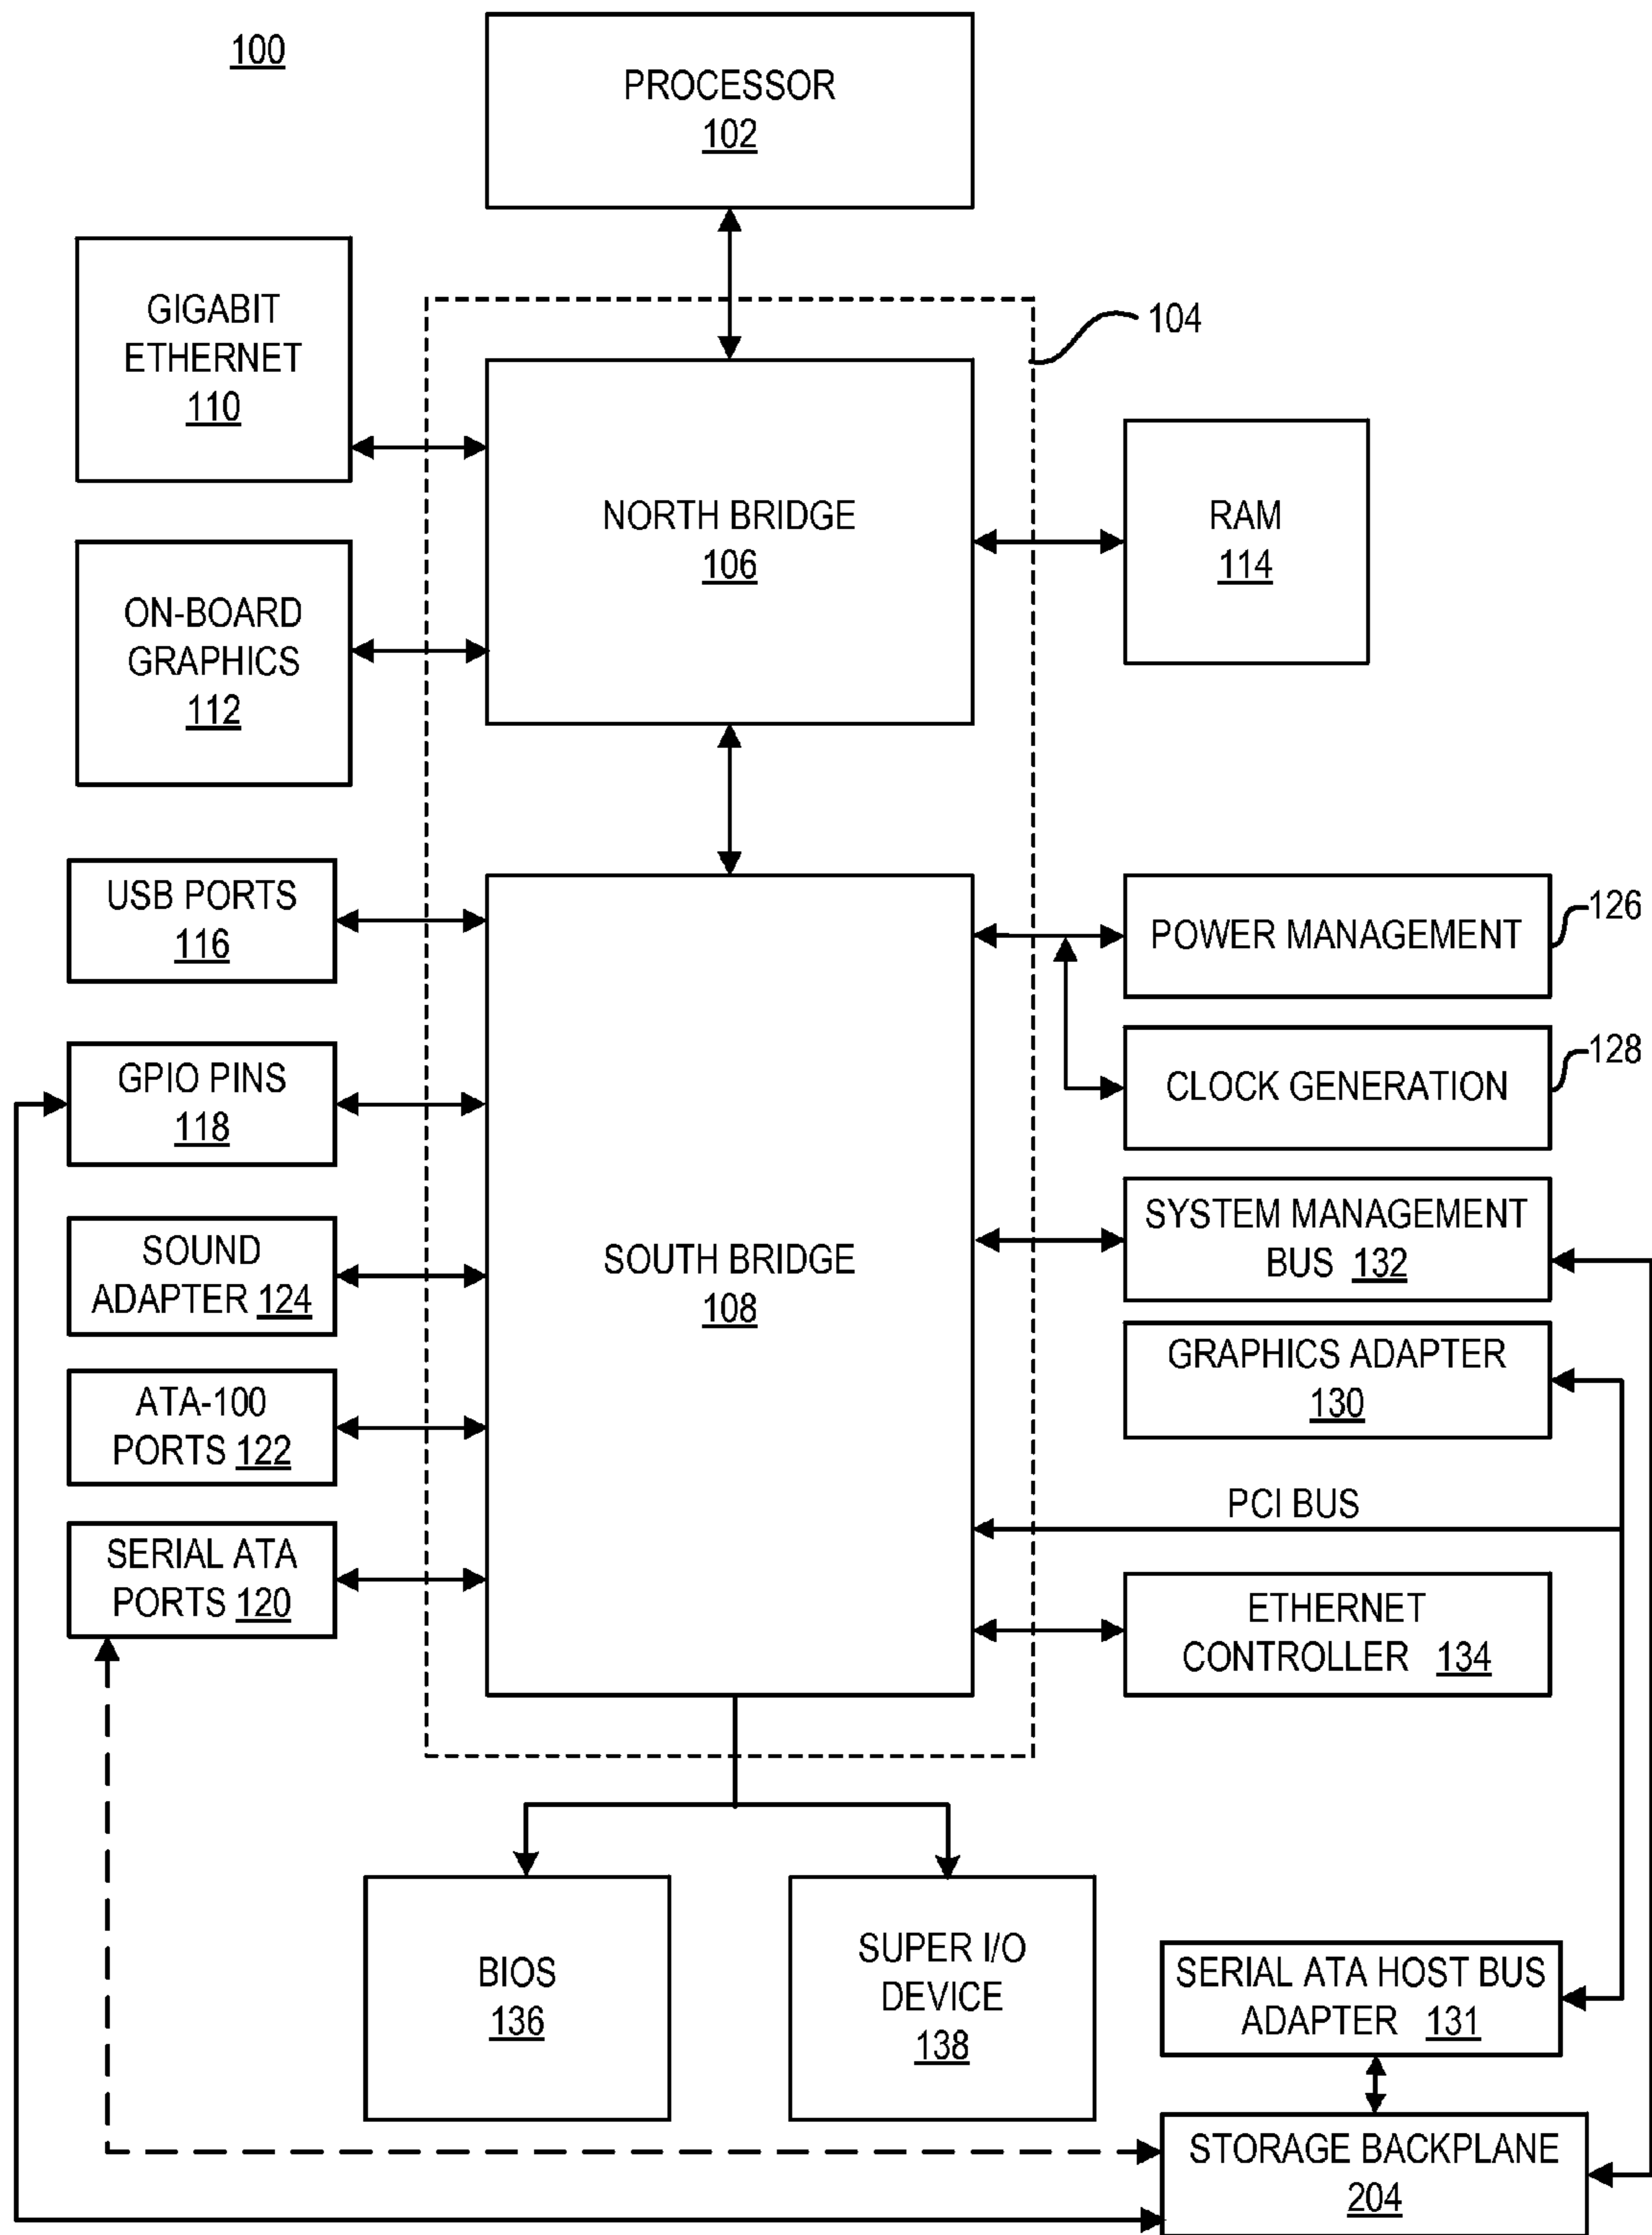 100
PROCESSOR
102
104
GIGABIT
ETHERNET
110
NORTH BRIDGE
106
RAM
114
ON-BOARD
GRAPHICS
112
USB PORTS
116
POWER MANAGEMENT
126
GPIO PINS
118
CLOCK GENERATION
128
SOUND
ADAPTER 124
SOUTH BRIDGE
108
SYSTEM MANAGEMENT
BUS 132
GRAPHICS ADAPTER
130
ATA-100
PORTS 122
PCI BUS
SERIAL ATA
PORTS 120
ETHERNET
CONTROLLER 134
BIOS
136
SUPER I/O
DEVICE
138
SERIAL ATA HOST BUS
ADAPTER 131
STORAGE BACKPLANE
204